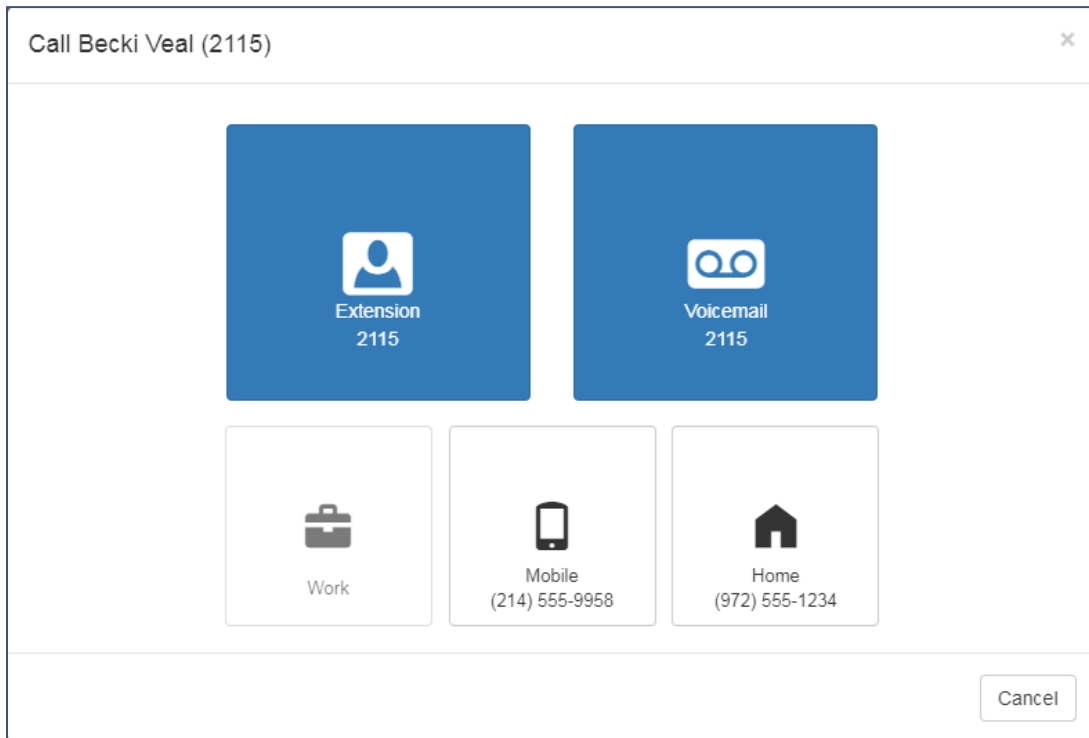 Call Becki Veal (2115)
×
Extension
2115
Voicemail
2115
Work
Mobile
(214) 555-9958
Home
(972) 555-1234
Cancel